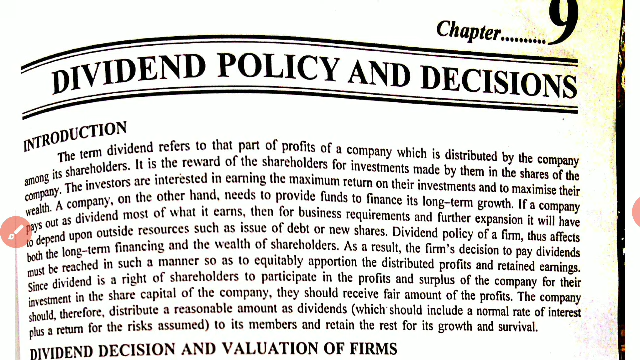 Chapter..........9
DIVIDEND POLICY AND DECISIONS
INTRODUCTION
The term dividend refers to that part of profits of a company which is distributed by the company
among its shareholders. It is the reward of the shareholders for investments made by them in the shares of the
company. The investors are interested in earning the maximum return on their investments and to maximise their
wealth. A company, on the other hand, needs to provide funds to finance its long–term growth. If a company
pays out as dividend most of what it earns, then for business requirements and further expansion it will have
to depend upon outside resources such as issue of debt or new shares. Dividend policy of a firm, thus affects
both the long–term financing and the wealth of shareholders. As a result, the firm's decision to pay dividends
must be reached in such a manner so as to equitably apportion the distributed profits and retained earnings.
Since dividend is a right of shareholders to participate in the profits and surplus of the company for their
investment in the share capital of the company, they should receive fair amount of the profits. The company
should, therefore, distribute a reasonable amount as dividends (which should include a normal rate of interest
plus a return for the risks assumed) to its members and retain the rest for its growth and survival.
DIVIDEND DECISION AND VALUATION OF FIRMS